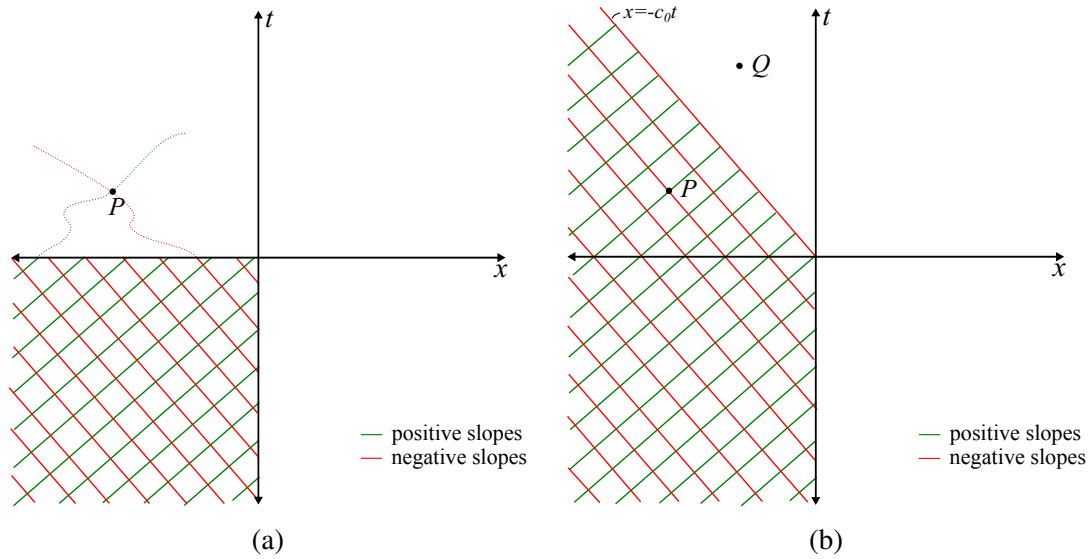 t
P
x
positive slopes
negative slopes
(a)
x=-c₀t
t
Q
P
x
positive slopes
negative slopes
(b)